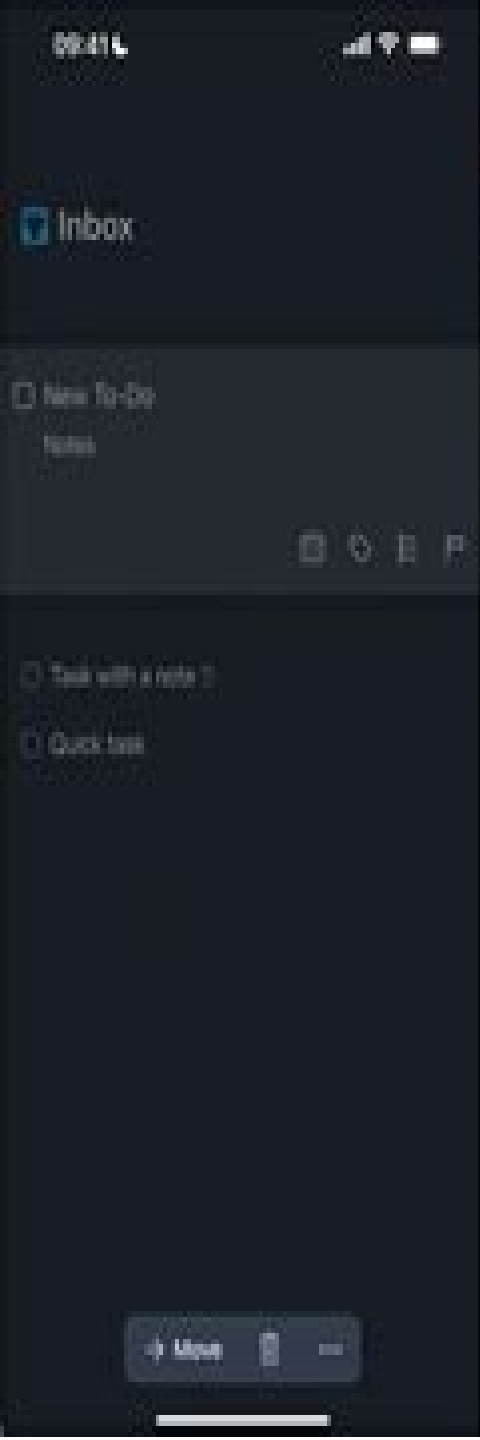 09:41
Inbox
New To-Do
Notes
Task with a note
Quick task
Move